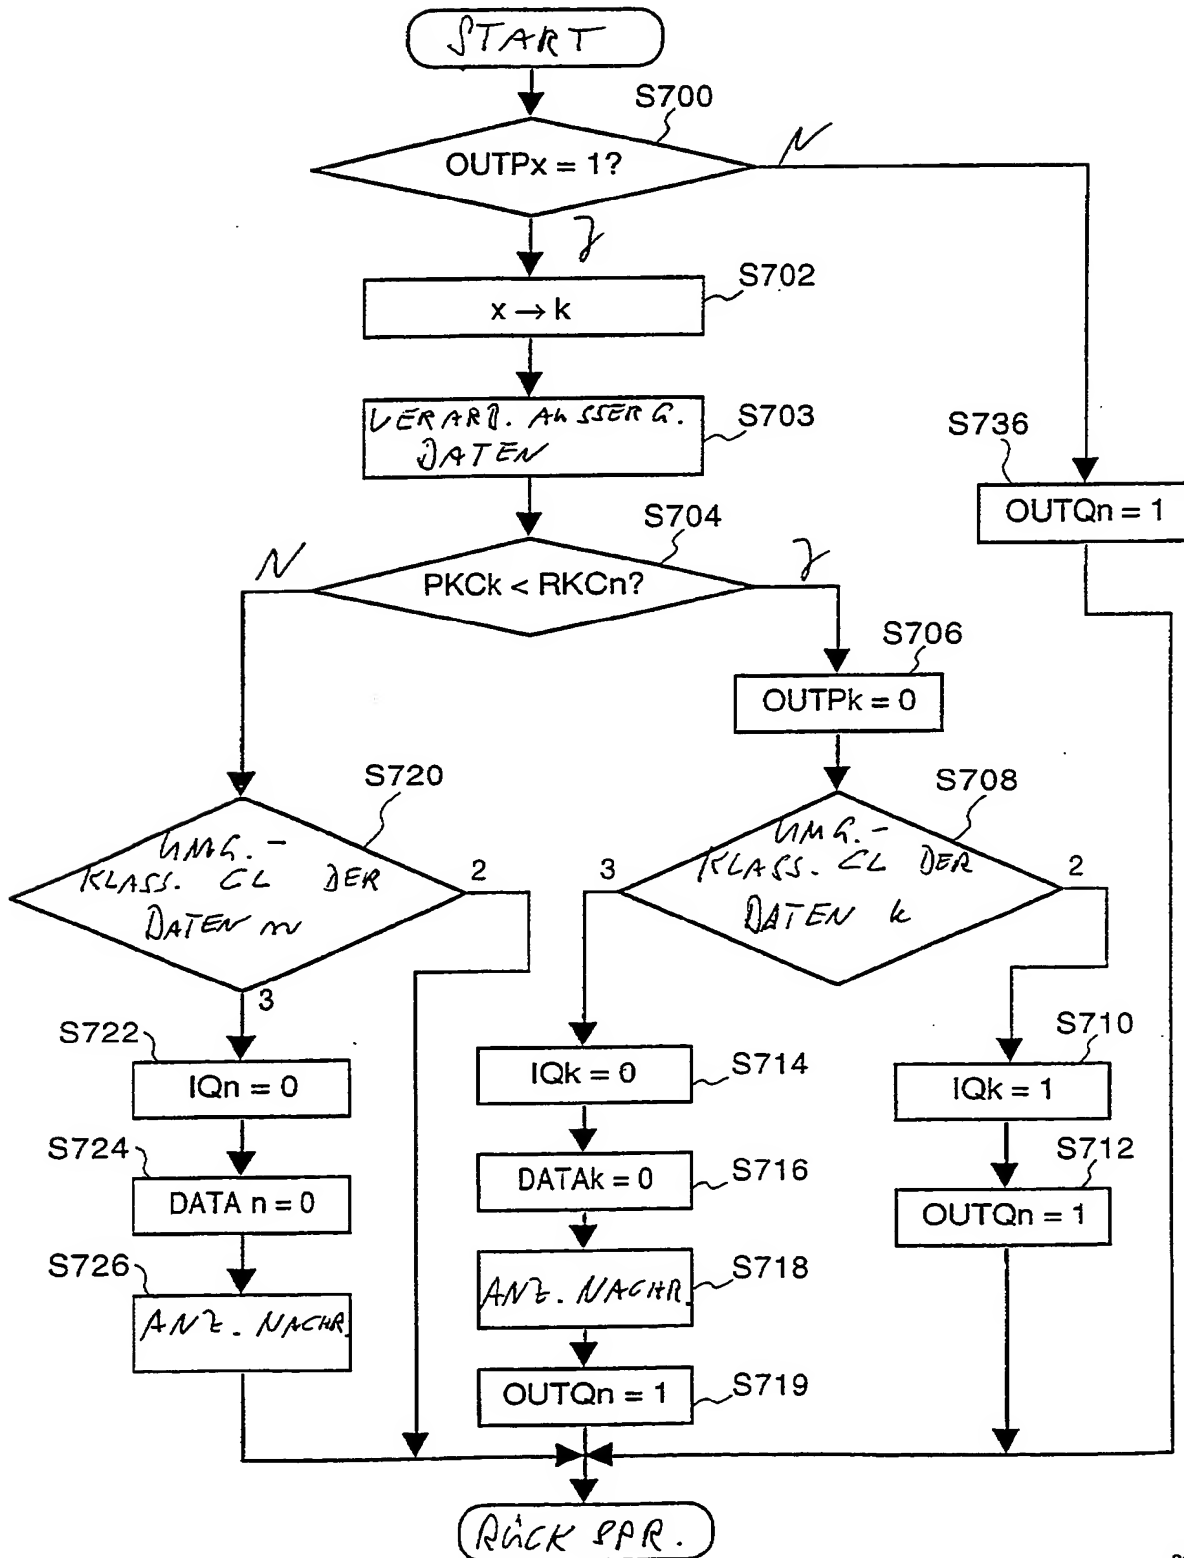 START
S700
OUTPx = 1?
N
J
S702
x → k
VERARB. AUSSERG.
DATEN
S703
S736
OUTQn = 1
S704
N
PKCk < RKCn?
J
S706
OUTPk = 0
S720
UMG.-
KLASS. CL DER
DATEN n
2
3
S708
UMG.-
KLASS. CL DER
DATEN k
3
2
S722
IQn = 0
S714
IQk = 0
S710
IQk = 1
S724
DATA n = 0
S716
DATAk = 0
S712
OUTQn = 1
S726
ANZ. NACHR.
S718
ANZ. NACHR.
OUTQn = 1
S719
RÜCKSPR.